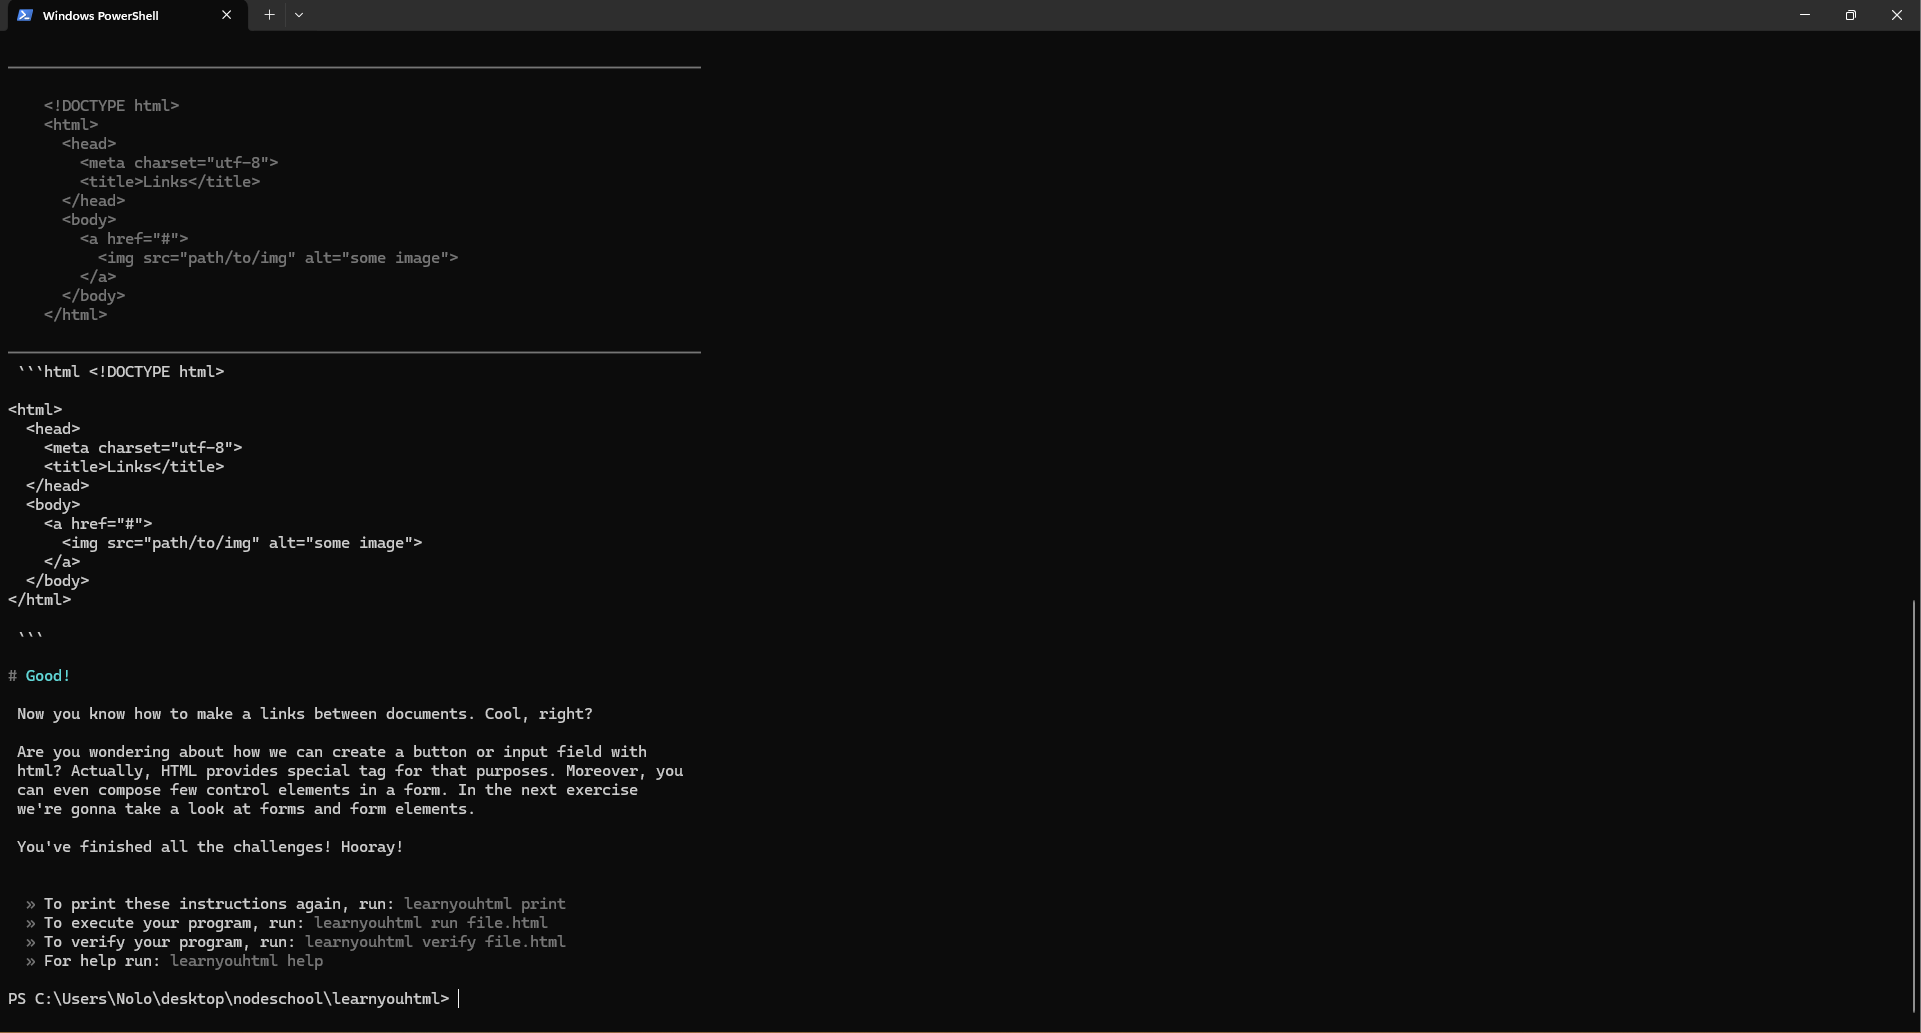 Windows PowerShell
<!DOCTYPE html>
<html>
  <head>
    <meta charset="utf-8">
    <title>Links</title>
  </head>
  <body>
    <a href="#">
      <img src="path/to/img" alt="some image">
    </a>
  </body>
</html>
```html <!DOCTYPE html>
<html>
  <head>
    <meta charset="utf-8">
    <title>Links</title>
  </head>
  <body>
    <a href="#">
      <img src="path/to/img" alt="some image">
    </a>
  </body>
</html>
```
# Good!
Now you know how to make a links between documents. Cool, right?
Are you wondering about how we can create a button or input field with
html? Actually, HTML provides special tag for that purposes. Moreover, you
can even compose few control elements in a form. In the next exercise
we're gonna take a look at forms and form elements.
You've finished all the challenges! Hooray!
» To print these instructions again, run: learnyouhtml print
» To execute your program, run: learnyouhtml run file.html
» To verify your program, run: learnyouhtml verify file.html
» For help run: learnyouhtml help
PS C:\Users\Nolo\desktop\nodeschool\learnyouhtml>